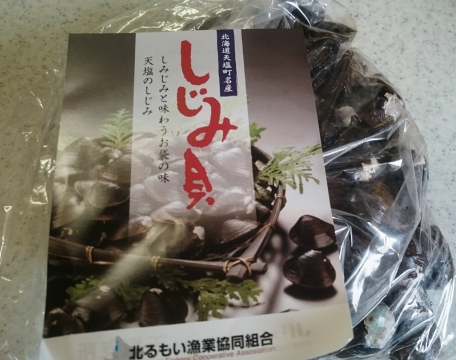 北海道天塩町名産
しじみ貝
しみじみと味わうお袋の味
天塩のしじみ
北るもい漁業協同組合
Cooperative Association